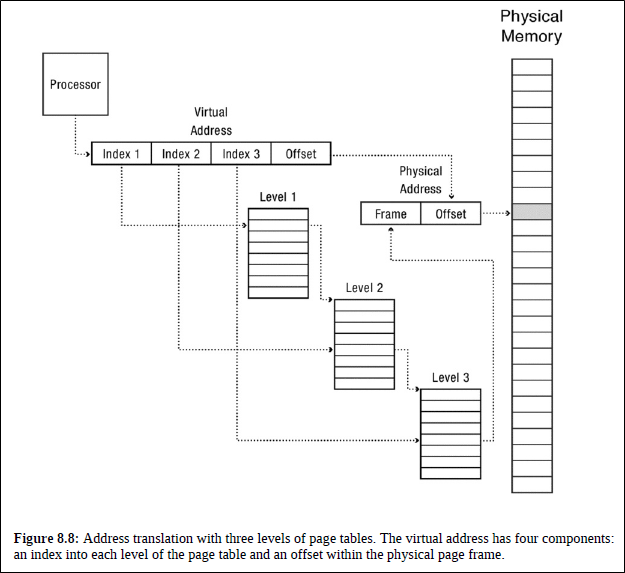 Physical
Memory
Processor
Virtual
Address
Index 1 Index 2 Index 3 Offset
Physical
Address
Level 1
Frame Offset
Level 2
Level 3
Figure 8.8: Address translation with three levels of page tables. The virtual address has four components:
an index into each level of the page table and an offset within the physical page frame.